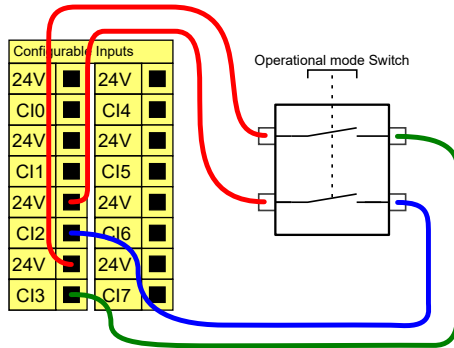 Configurable Inputs
Operational mode Switch
24V 24V
CI0 CI4
24V 24V
CI1 CI5
24V 24V
CI2 CI6
24V 24V
CI3 CI7